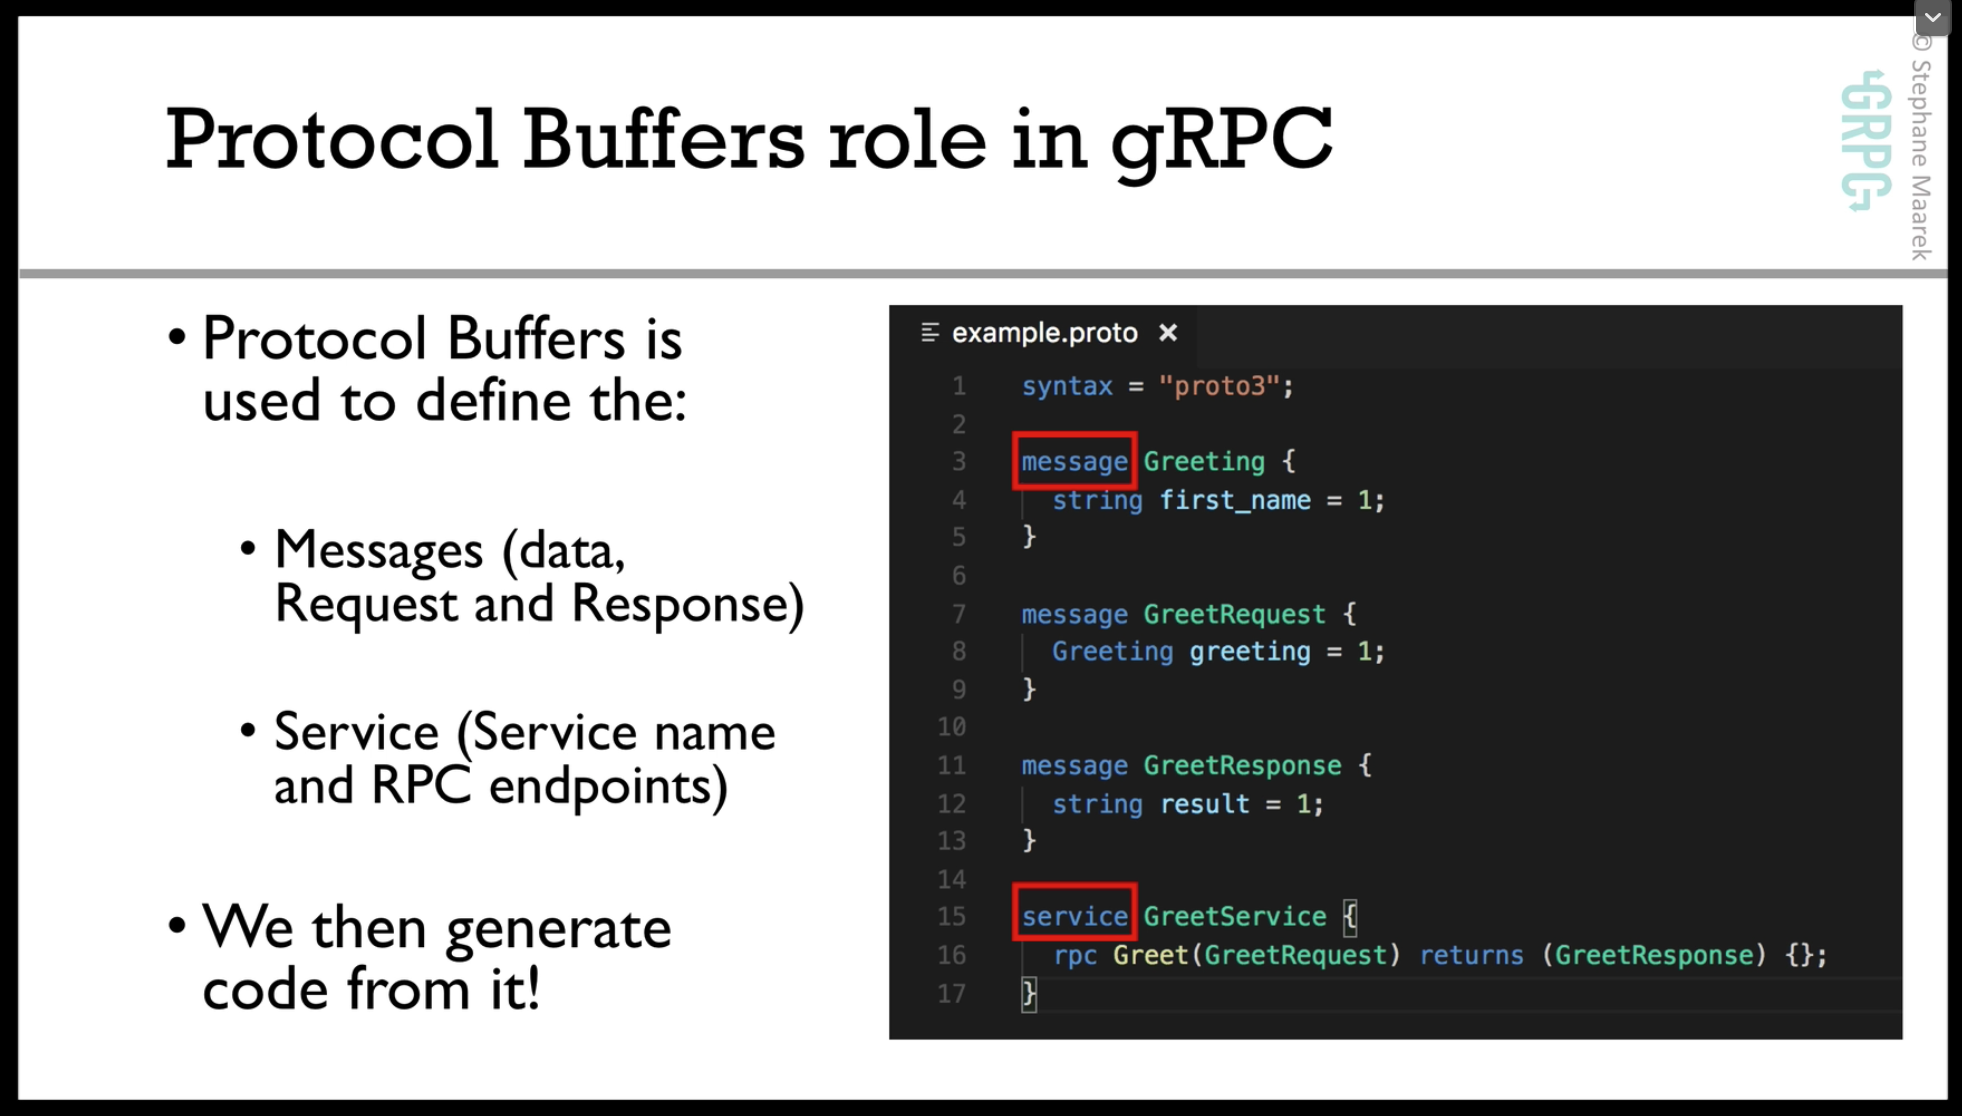 Protocol Buffers role in gRPC
GRPC
© Stephane Maarek
• Protocol Buffers is
used to define the:
• Messages (data,
Request and Response)
• Service (Service name
and RPC endpoints)
• We then generate
code from it!
example.proto ×
1 syntax = "proto3";
2
3 message Greeting {
4 string first_name = 1;
5 }
6
7 message GreetRequest {
8 Greeting greeting = 1;
9 }
10
11 message GreetResponse {
12 string result = 1;
13 }
14
15 service GreetService {
16 rpc Greet(GreetRequest) returns (GreetResponse) {};
17 }